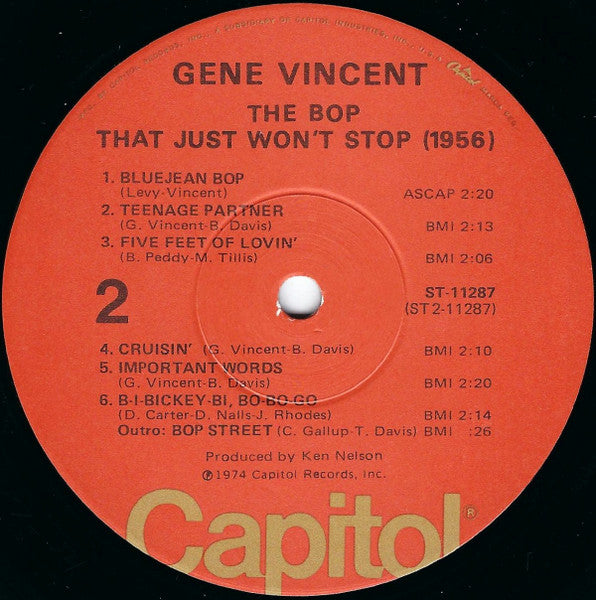 GENE VINCENT
THE BOP
THAT JUST WON'T STOP (1956)
1. BLUEJEAN BOP
(Levy-Vincent) ASCAP 2:20
2. TEENAGE PARTNER
(G. Vincent-B. Davis) BMI 2:13
3. FIVE FEET OF LOVIN'
(B. Peddy-M. Tillis) BMI 2:06
2
ST-11287
(ST 2-11287)
4. CRUISIN' (G. Vincent-B. Davis) BMI 2:10
5. IMPORTANT WORDS
(G. Vincent-B. Davis) BMI 2:20
6. B-I-BICKEY-BI, BO-BO-GO
(D. Carter-D. Nalls-J. Rhodes) BMI 2:14
Outro: BOP STREET (C. Gallup-T. Davis) BMI :26
Produced by Ken Nelson
℗1974 Capitol Records, Inc.
Capitol®